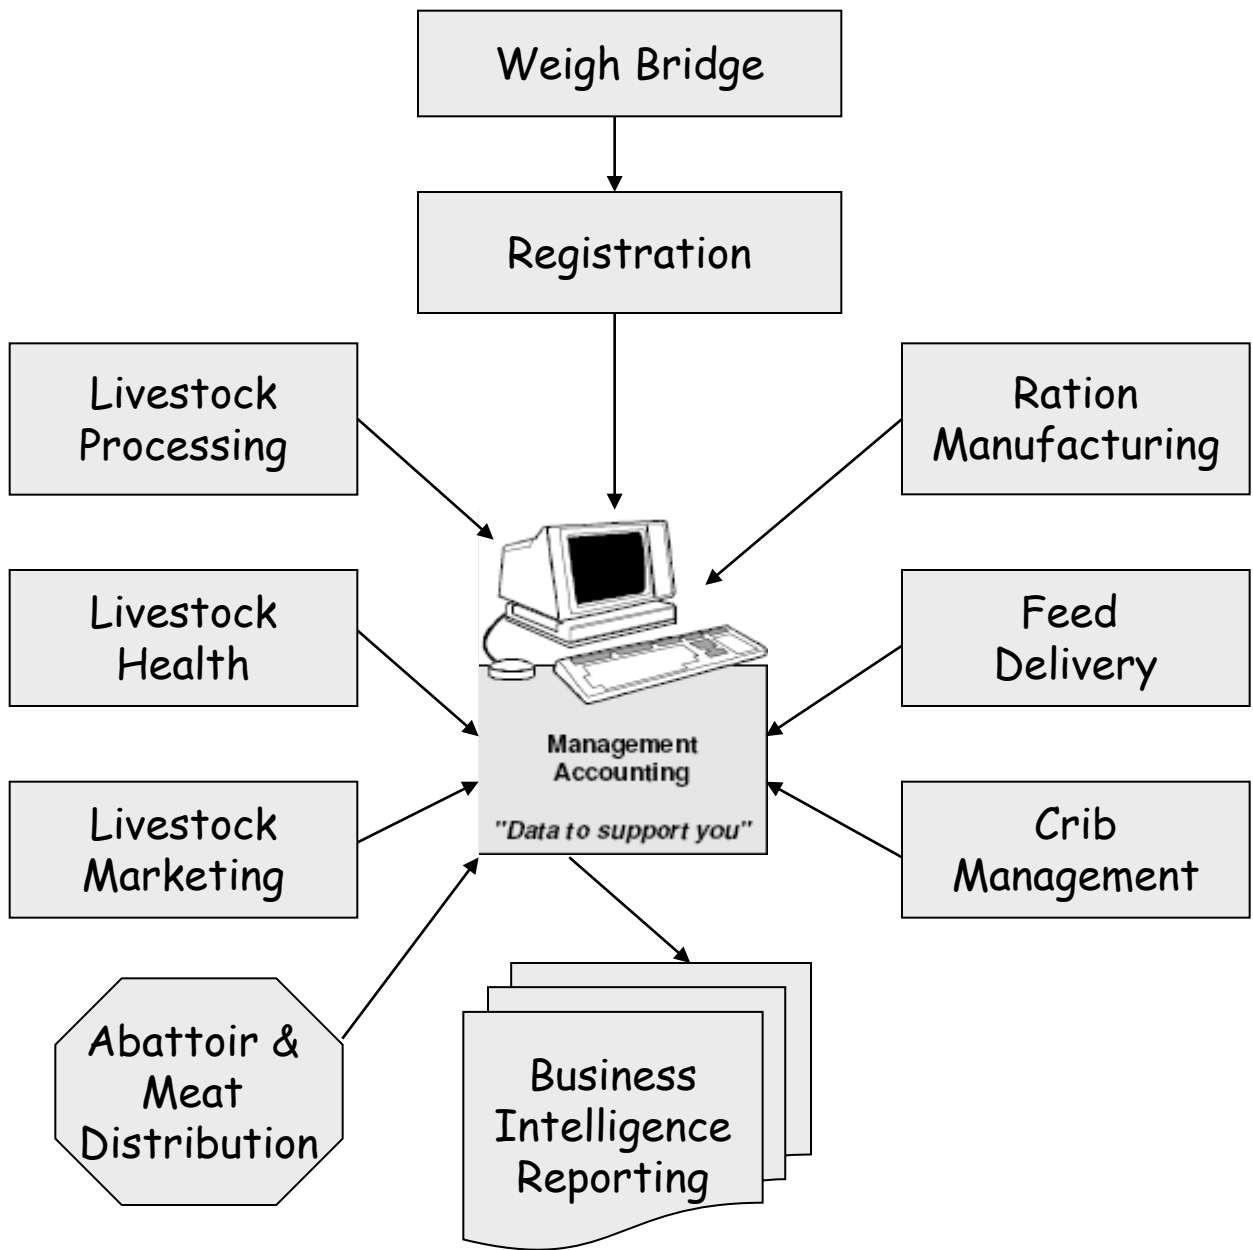 Weigh Bridge
Registration
Livestock
Processing
Ration
Manufacturing
Livestock
Health
Feed
Delivery
Management
Accounting
"Data to support you"
Livestock
Marketing
Crib
Management
Abattoir &
Meat
Distribution
Business
Intelligence
Reporting